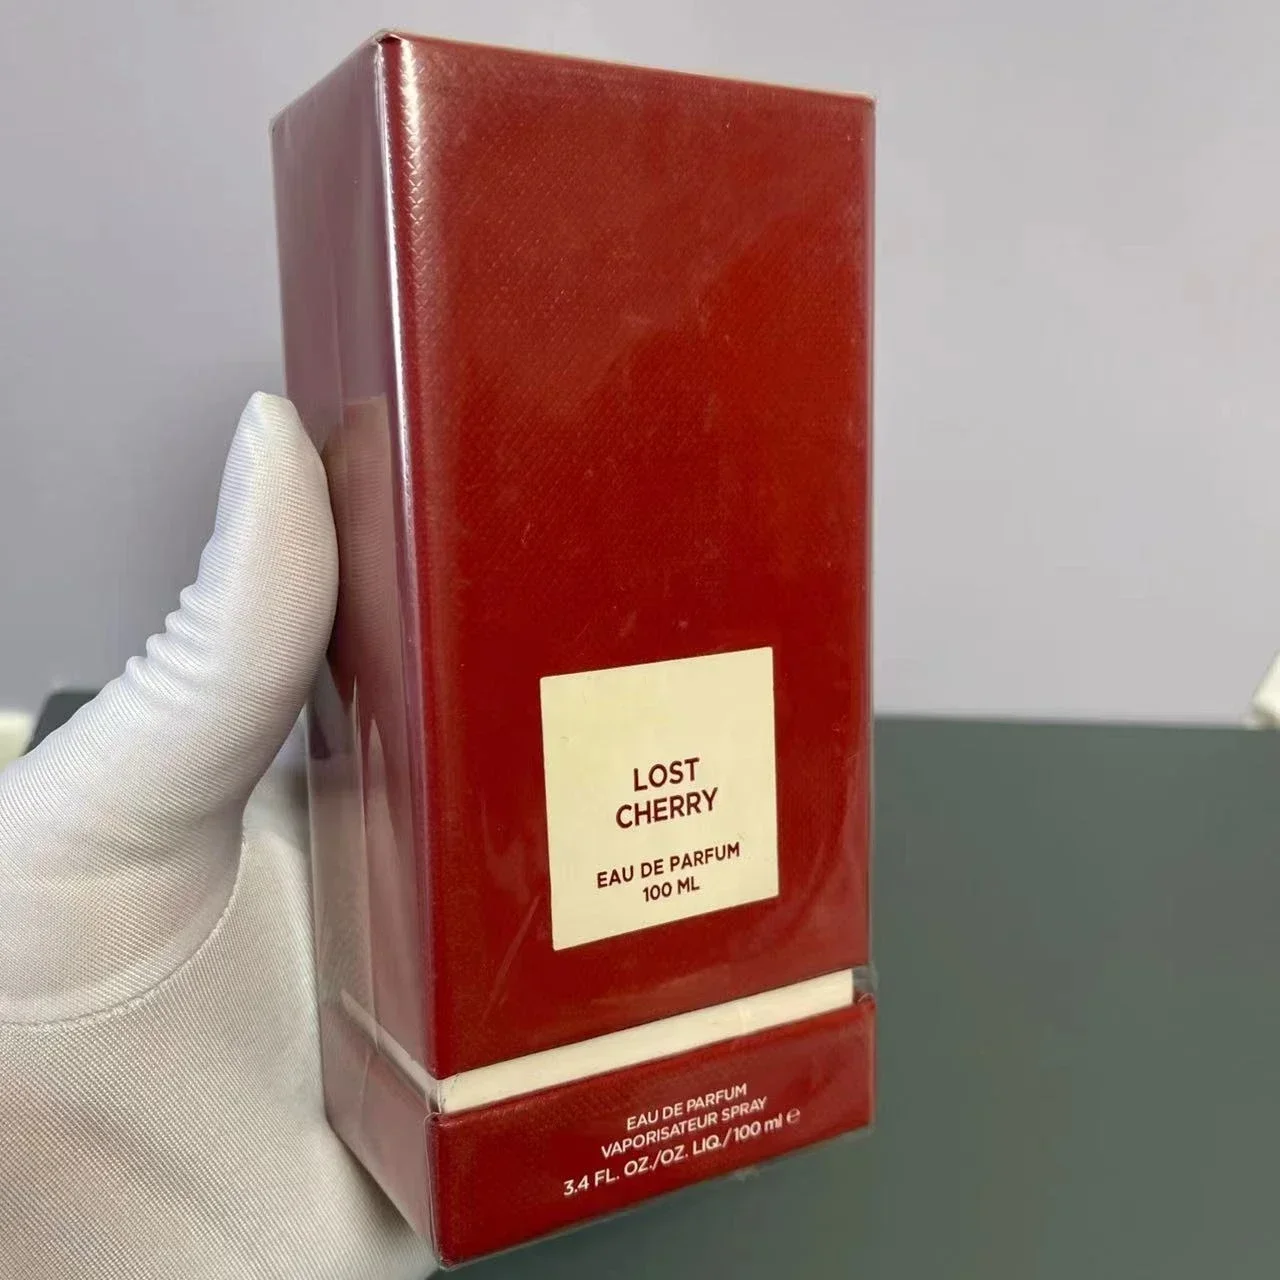 LOST
CHERRY
EAU DE PARFUM
100 ML
EAU DE PARFUM
VAPORISATEUR SPRAY
3.4 FL. OZ./OZ. LIQ./100 ml ℮